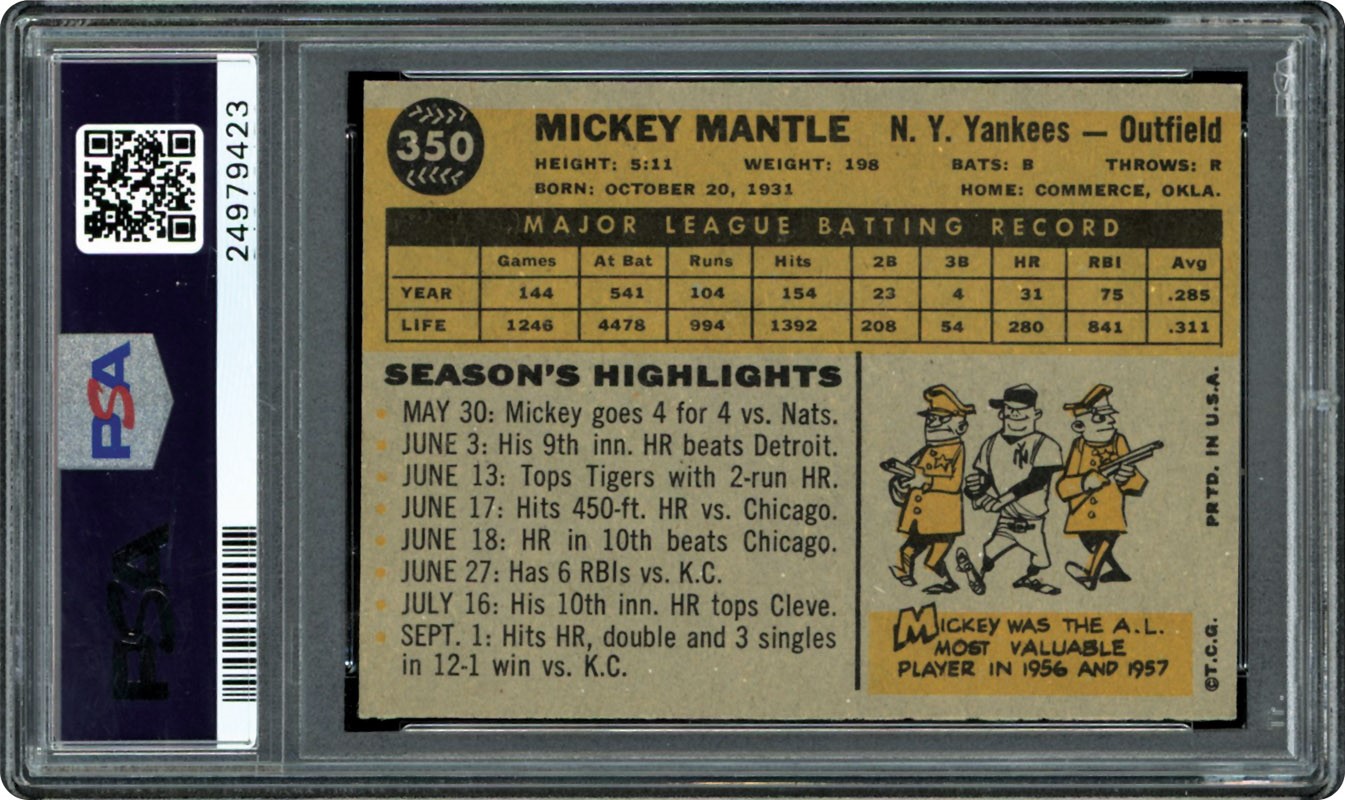 24979423
PSA
PSA
350
MICKEY MANTLE N. Y. Yankees — Outfield
HEIGHT: 5:11 WEIGHT: 198 BATS: B THROWS: R
BORN: OCTOBER 20, 1931 HOME: COMMERCE, OKLA.
MAJOR LEAGUE BATTING RECORD
Games At Bat Runs Hits 2B 3B HR RBI Avg
YEAR 144 541 104 154 23 4 31 75 .285
LIFE 1246 4478 994 1392 208 54 280 841 .311
SEASON'S HIGHLIGHTS
MAY 30: Mickey goes 4 for 4 vs. Nats.
JUNE 3: His 9th inn. HR beats Detroit.
JUNE 13: Tops Tigers with 2-run HR.
JUNE 17: Hits 450-ft. HR vs. Chicago.
JUNE 18: HR in 10th beats Chicago.
JUNE 27: Has 6 RBIs vs. K.C.
JULY 16: His 10th inn. HR tops Cleve.
SEPT. 1: Hits HR, double and 3 singles
in 12-1 win vs. K.C.
NY
MICKEY WAS THE A.L.
MOST VALUABLE
PLAYER IN 1956 AND 1957
©T.C.G. PRTD. IN U.S.A.
PSA